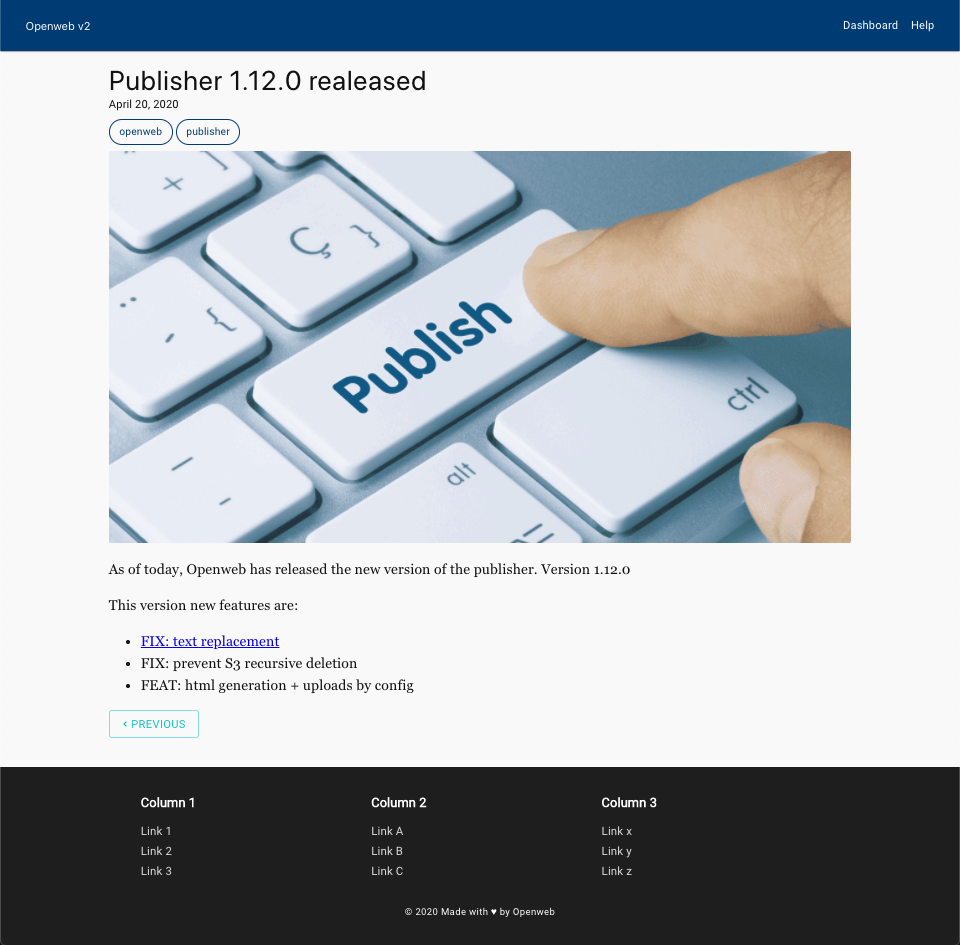 Openweb v2
Dashboard Help
Publisher 1.12.0 realeased
April 20, 2020
openweb publisher
Ç }
{
Publish
ctrl
alt
As of today, Openweb has released the new version of the publisher. Version 1.12.0
This version new features are:
• FIX: text replacement
• FIX: prevent S3 recursive deletion
• FEAT: html generation + uploads by config
‹ PREVIOUS
Column 1 Column 2 Column 3
Link 1 Link A Link x
Link 2 Link B Link y
Link 3 Link C Link z
© 2020 Made with ♥ by Openweb